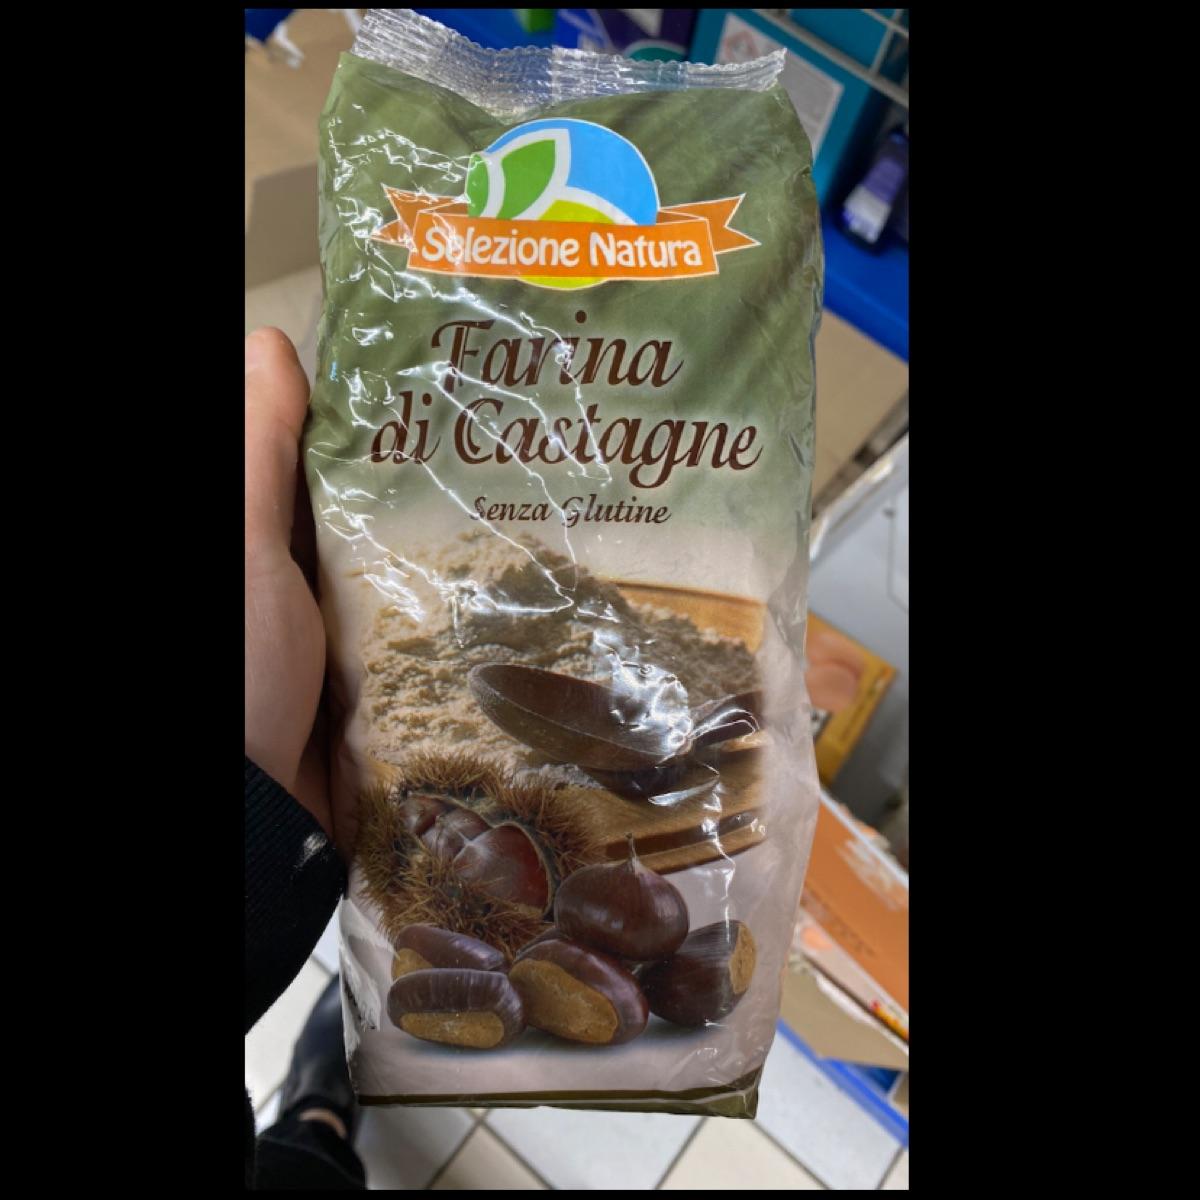 Selezione Natura
Farina
di Castagne
Senza Glutine